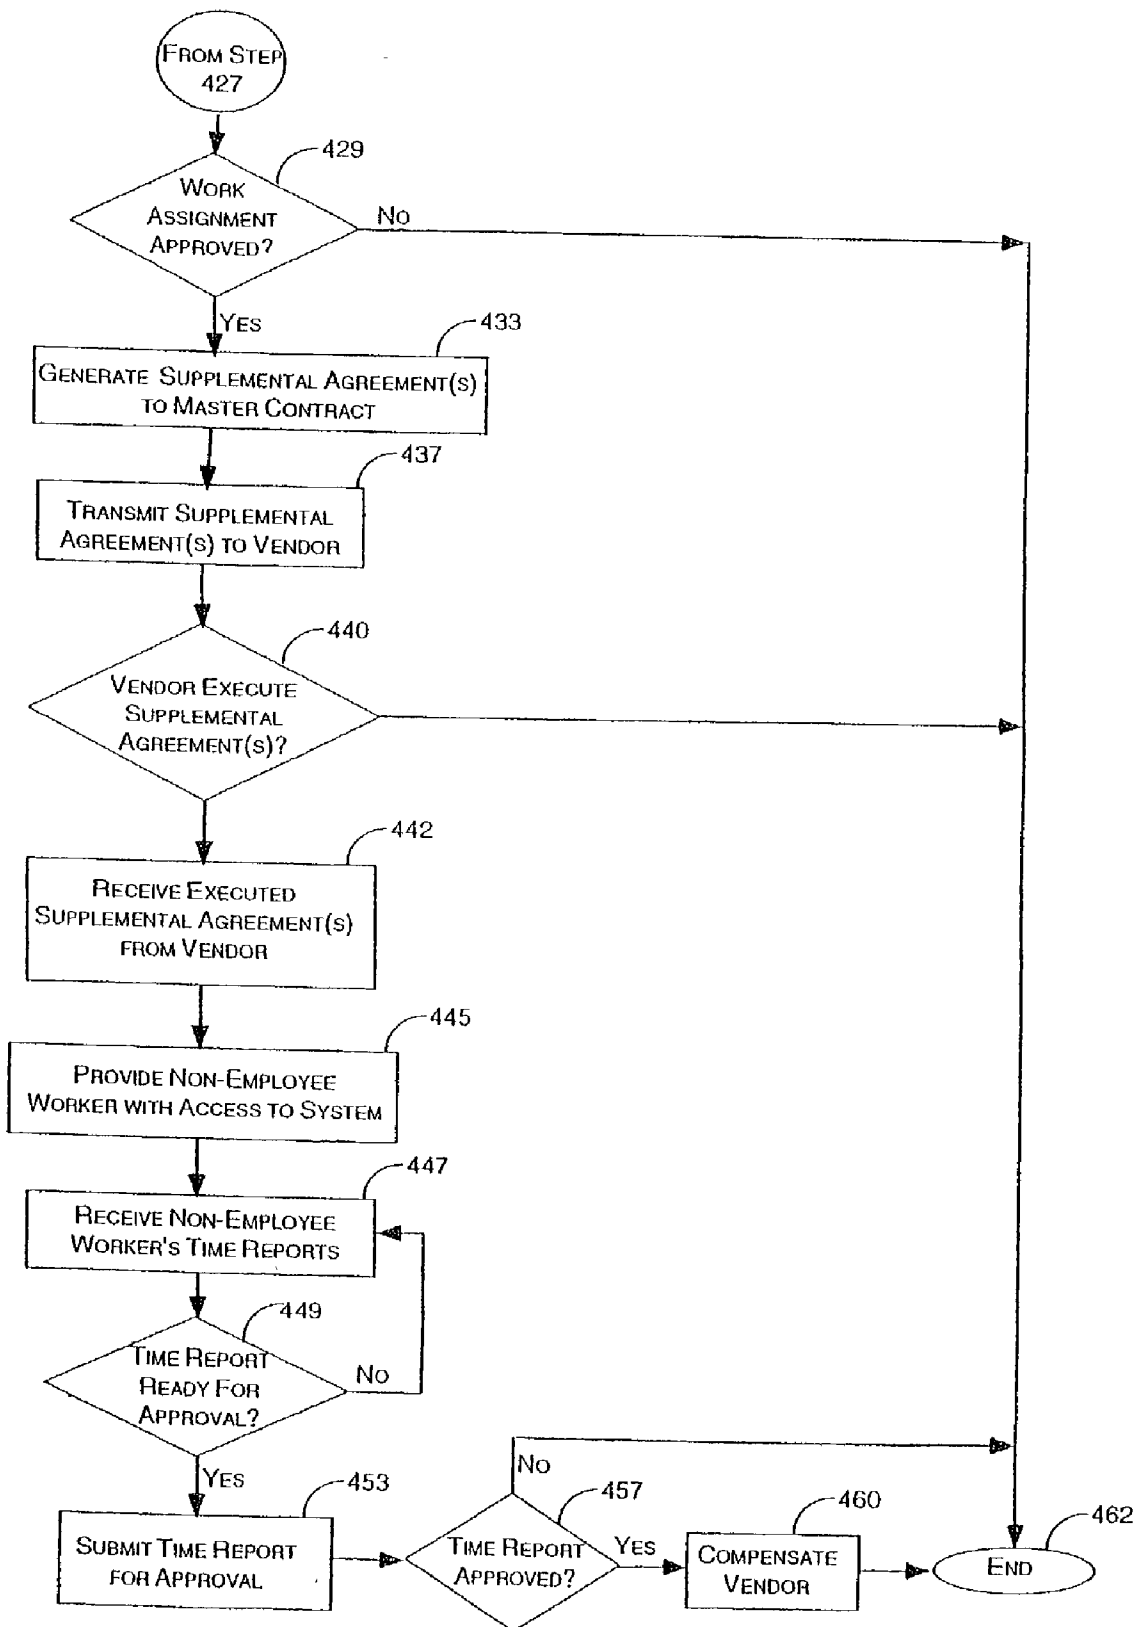 FROM STEP
427
429
WORK
ASSIGNMENT
APPROVED?
NO
YES
433
GENERATE SUPPLEMENTAL AGREEMENT(S)
TO MASTER CONTRACT
437
TRANSMIT SUPPLEMENTAL
AGREEMENT(S) TO VENDOR
440
VENDOR EXECUTE
SUPPLEMENTAL
AGREEMENT(S)?
442
RECEIVE EXECUTED
SUPPLEMENTAL AGREEMENT(S)
FROM VENDOR
445
PROVIDE NON-EMPLOYEE
WORKER WITH ACCESS TO SYSTEM
447
RECEIVE NON-EMPLOYEE
WORKER'S TIME REPORTS
449
TIME REPORT
READY FOR
APPROVAL?
NO
YES
453
SUBMIT TIME REPORT
FOR APPROVAL
NO
457
TIME REPORT
APPROVED?
YES
460
COMPENSATE
VENDOR
462
END